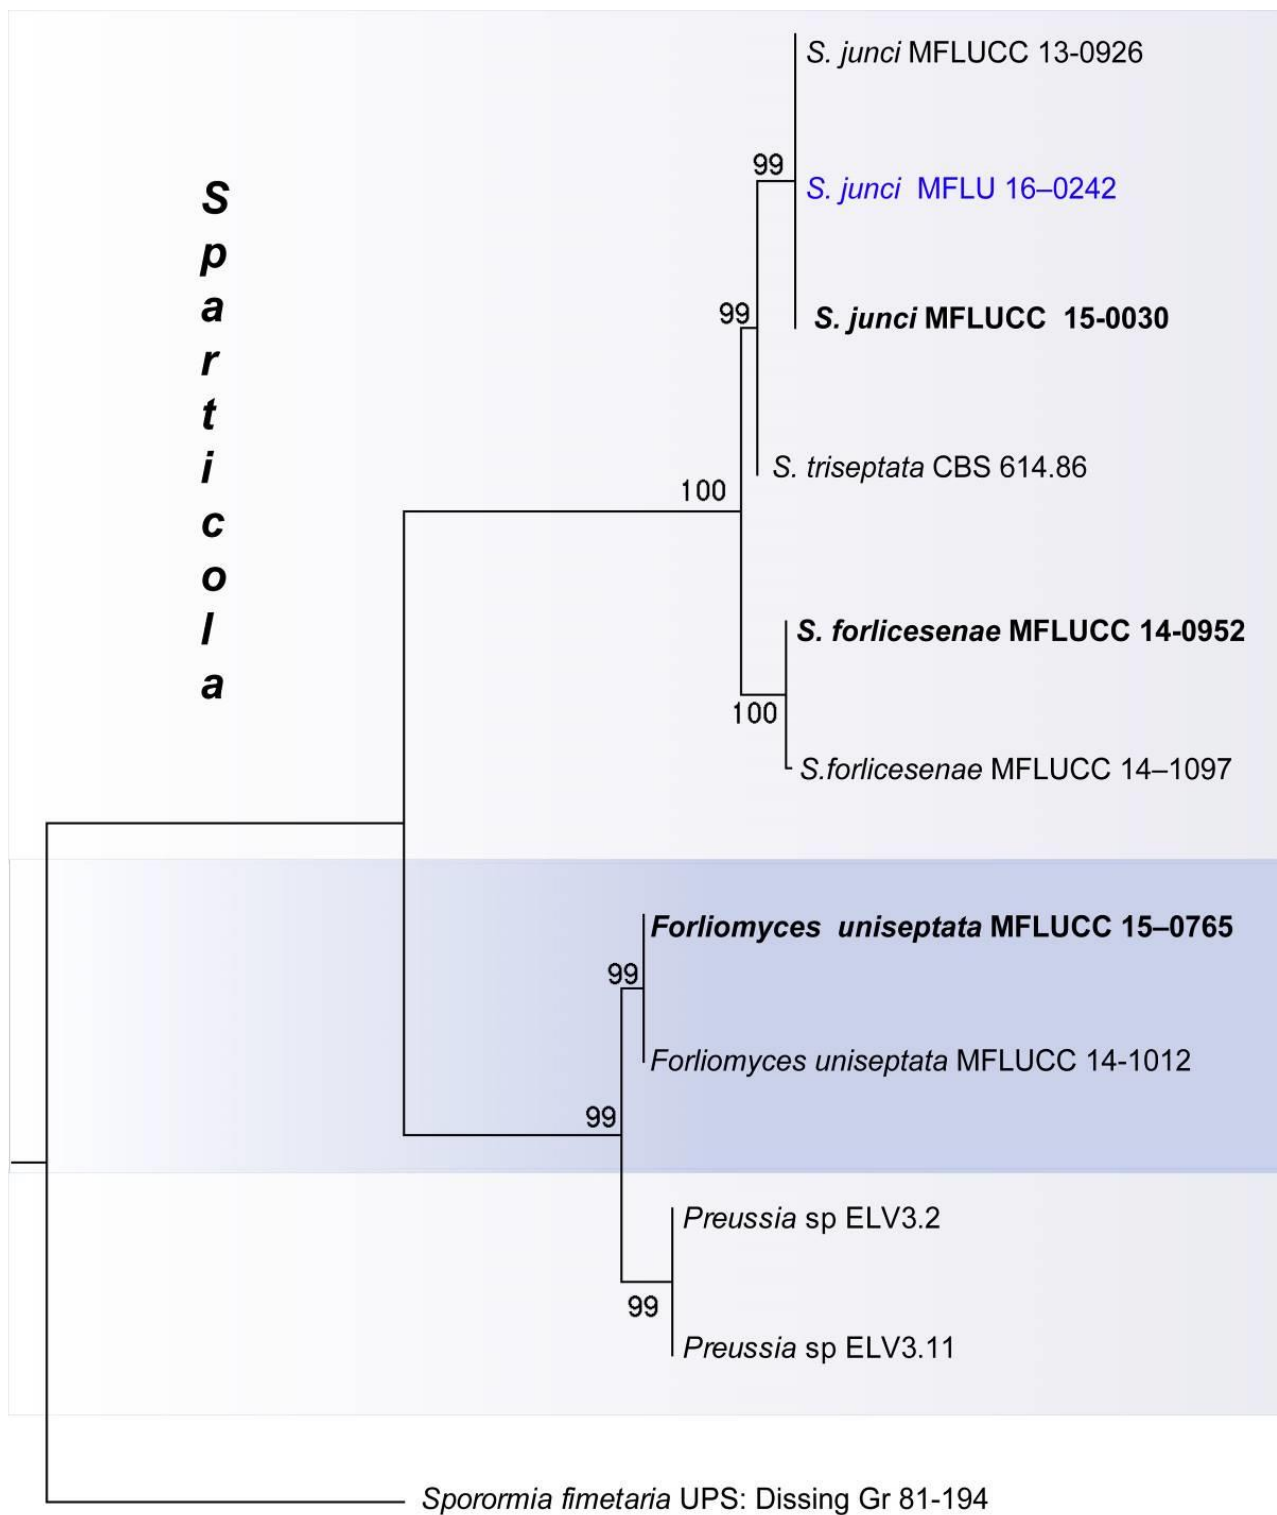 S. junci MFLUCC 13-0926
99
S. junci MFLU 16–0242
Sparticola
99
S. junci MFLUCC 15-0030
S. triseptata CBS 614.86
100
S. forlicesenae MFLUCC 14-0952
100
S.forlicesenae MFLUCC 14–1097
Forliomyces uniseptata MFLUCC 15–0765
99
Forliomyces uniseptata MFLUCC 14-1012
99
Preussia sp ELV3.2
99
Preussia sp ELV3.11
Sporormia fimetaria UPS: Dissing Gr 81-194